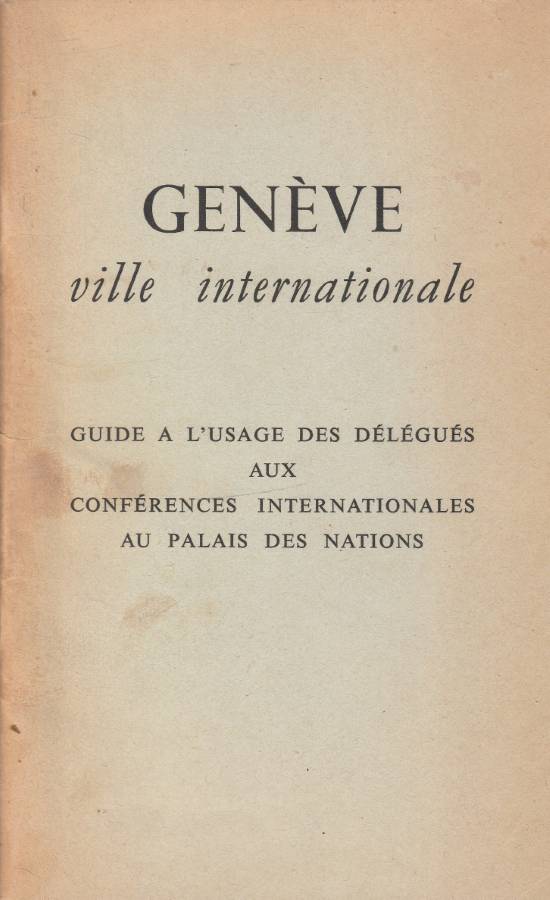 GENÈVE
ville internationale
GUIDE A L'USAGE DES DÉLÉGUÉS
AUX
CONFÉRENCES INTERNATIONALES
AU PALAIS DES NATIONS